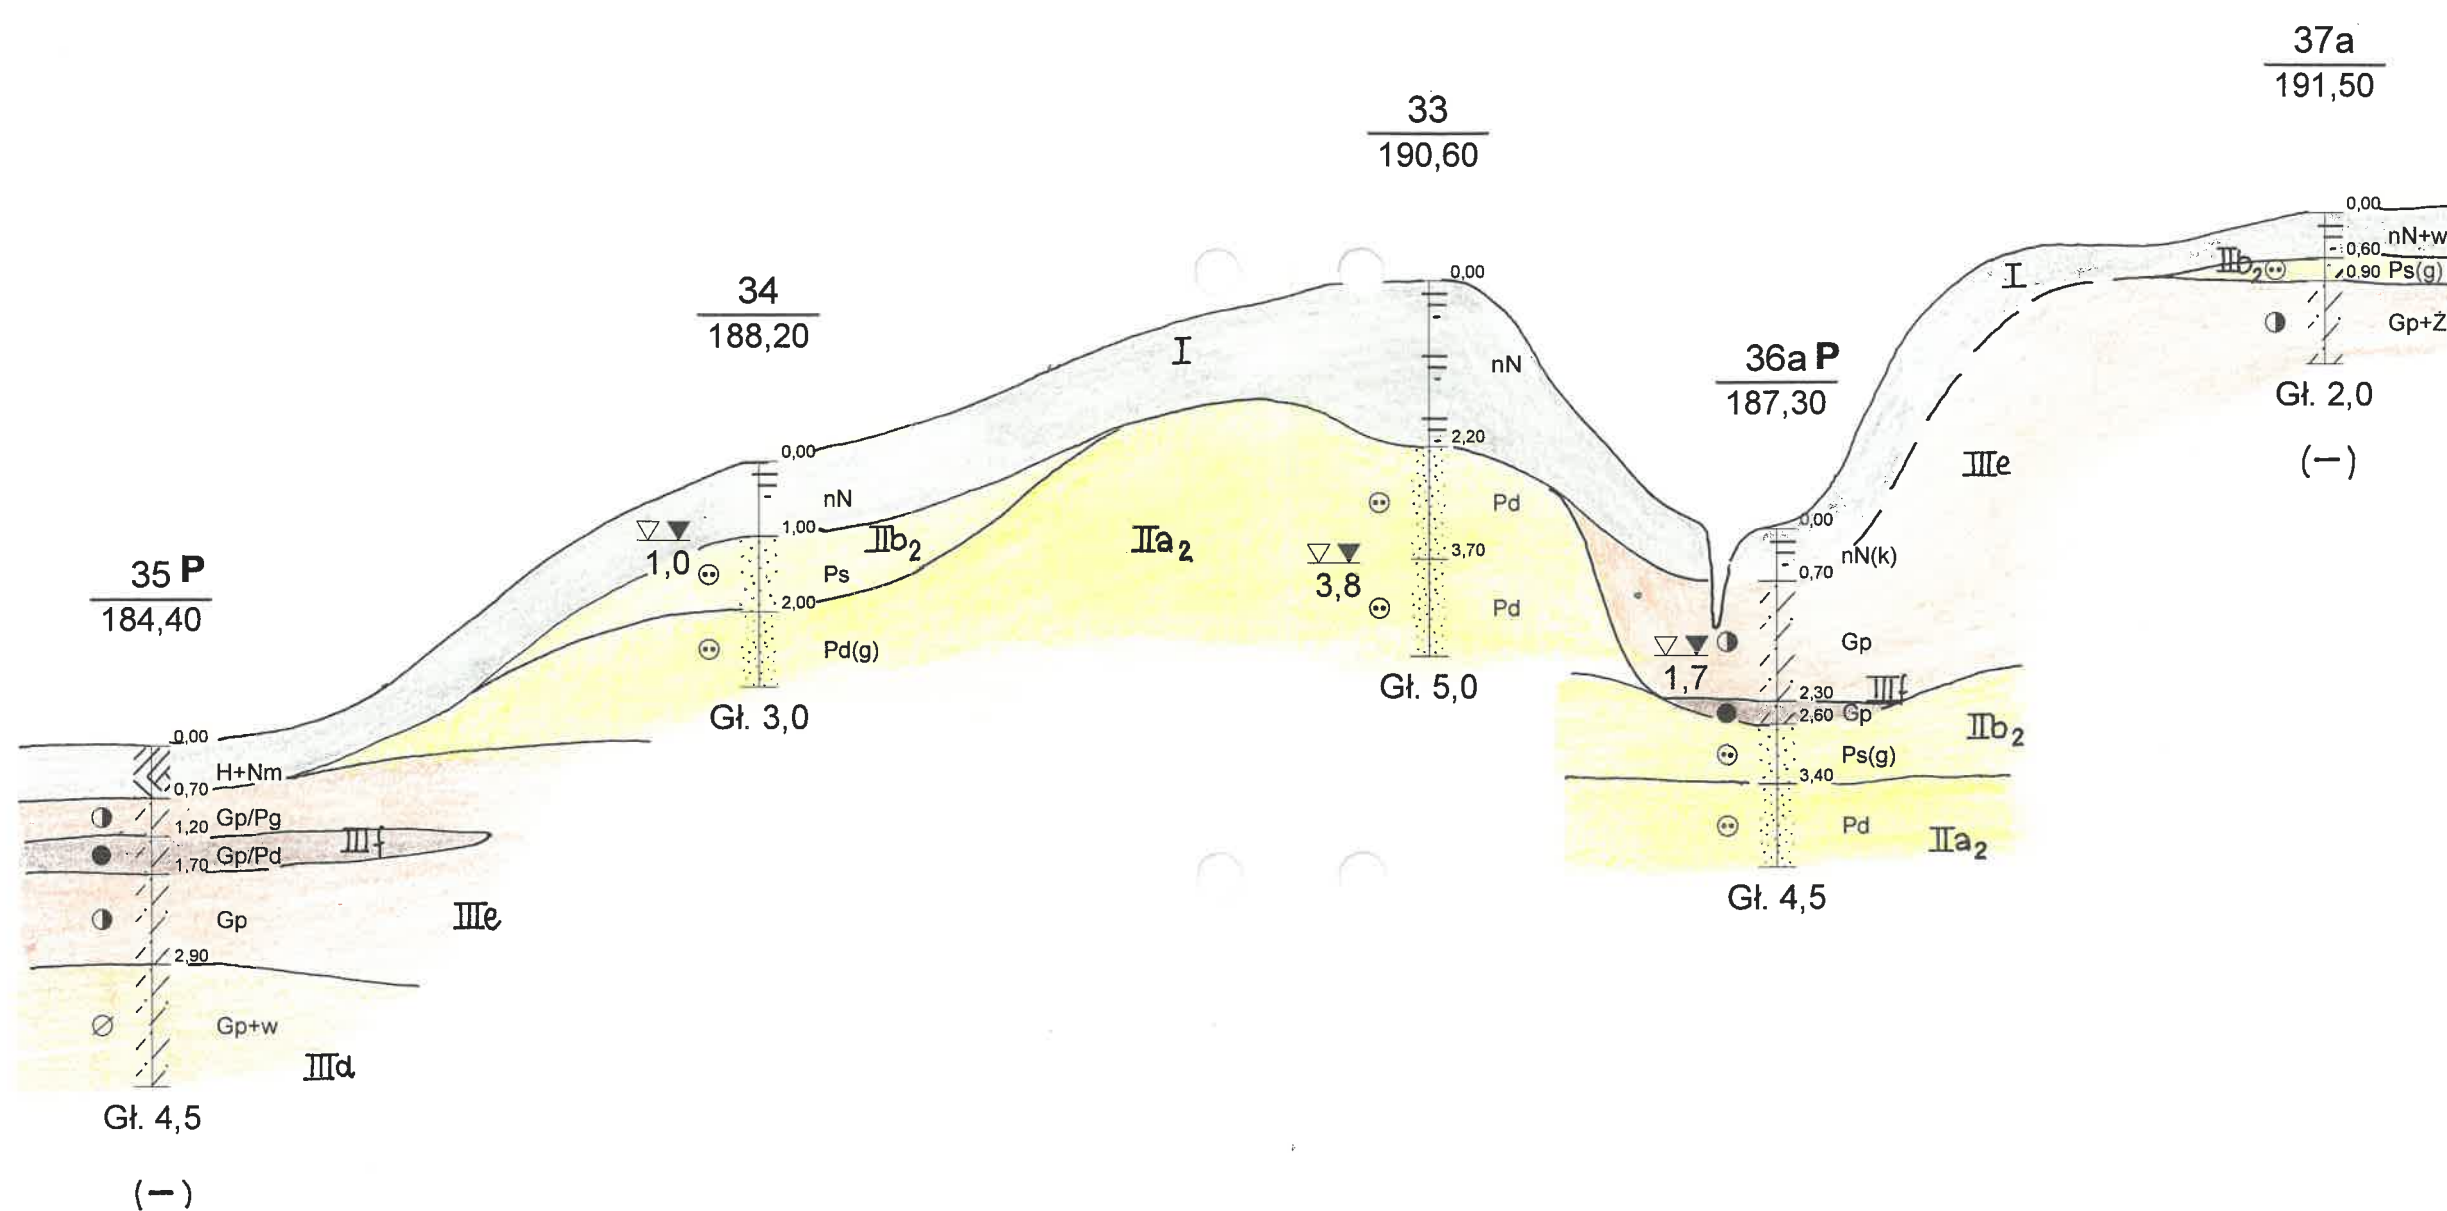 35 P
184,40
0,00
H+Nm
0,70
Gp/Pg
1,20
IIIf
Gp/Pd
1,70
Gp
IIIe
2,90
Gp+w
IIId
Gł. 4,5
(-)
34
188,20
0,00
nN
1,00
1,0
IIb2
Ps
2,00
Pd(g)
Gł. 3,0
I
IIa2
33
190,60
0,00
nN
2,20
Pd
3,70
3,8
Pd
Gł. 5,0
36a P
187,30
0,00
nN(k)
0,70
Gp
1,7
2,30
IIIf
2,60 Gp
IIb2
Ps(g)
3,40
Pd
IIa2
Gł. 4,5
I
IIIe
37a
191,50
0,00
nN+w
0,60
IIb2
0,90 Ps(g)
Gp+Ż
Gł. 2,0
(-)